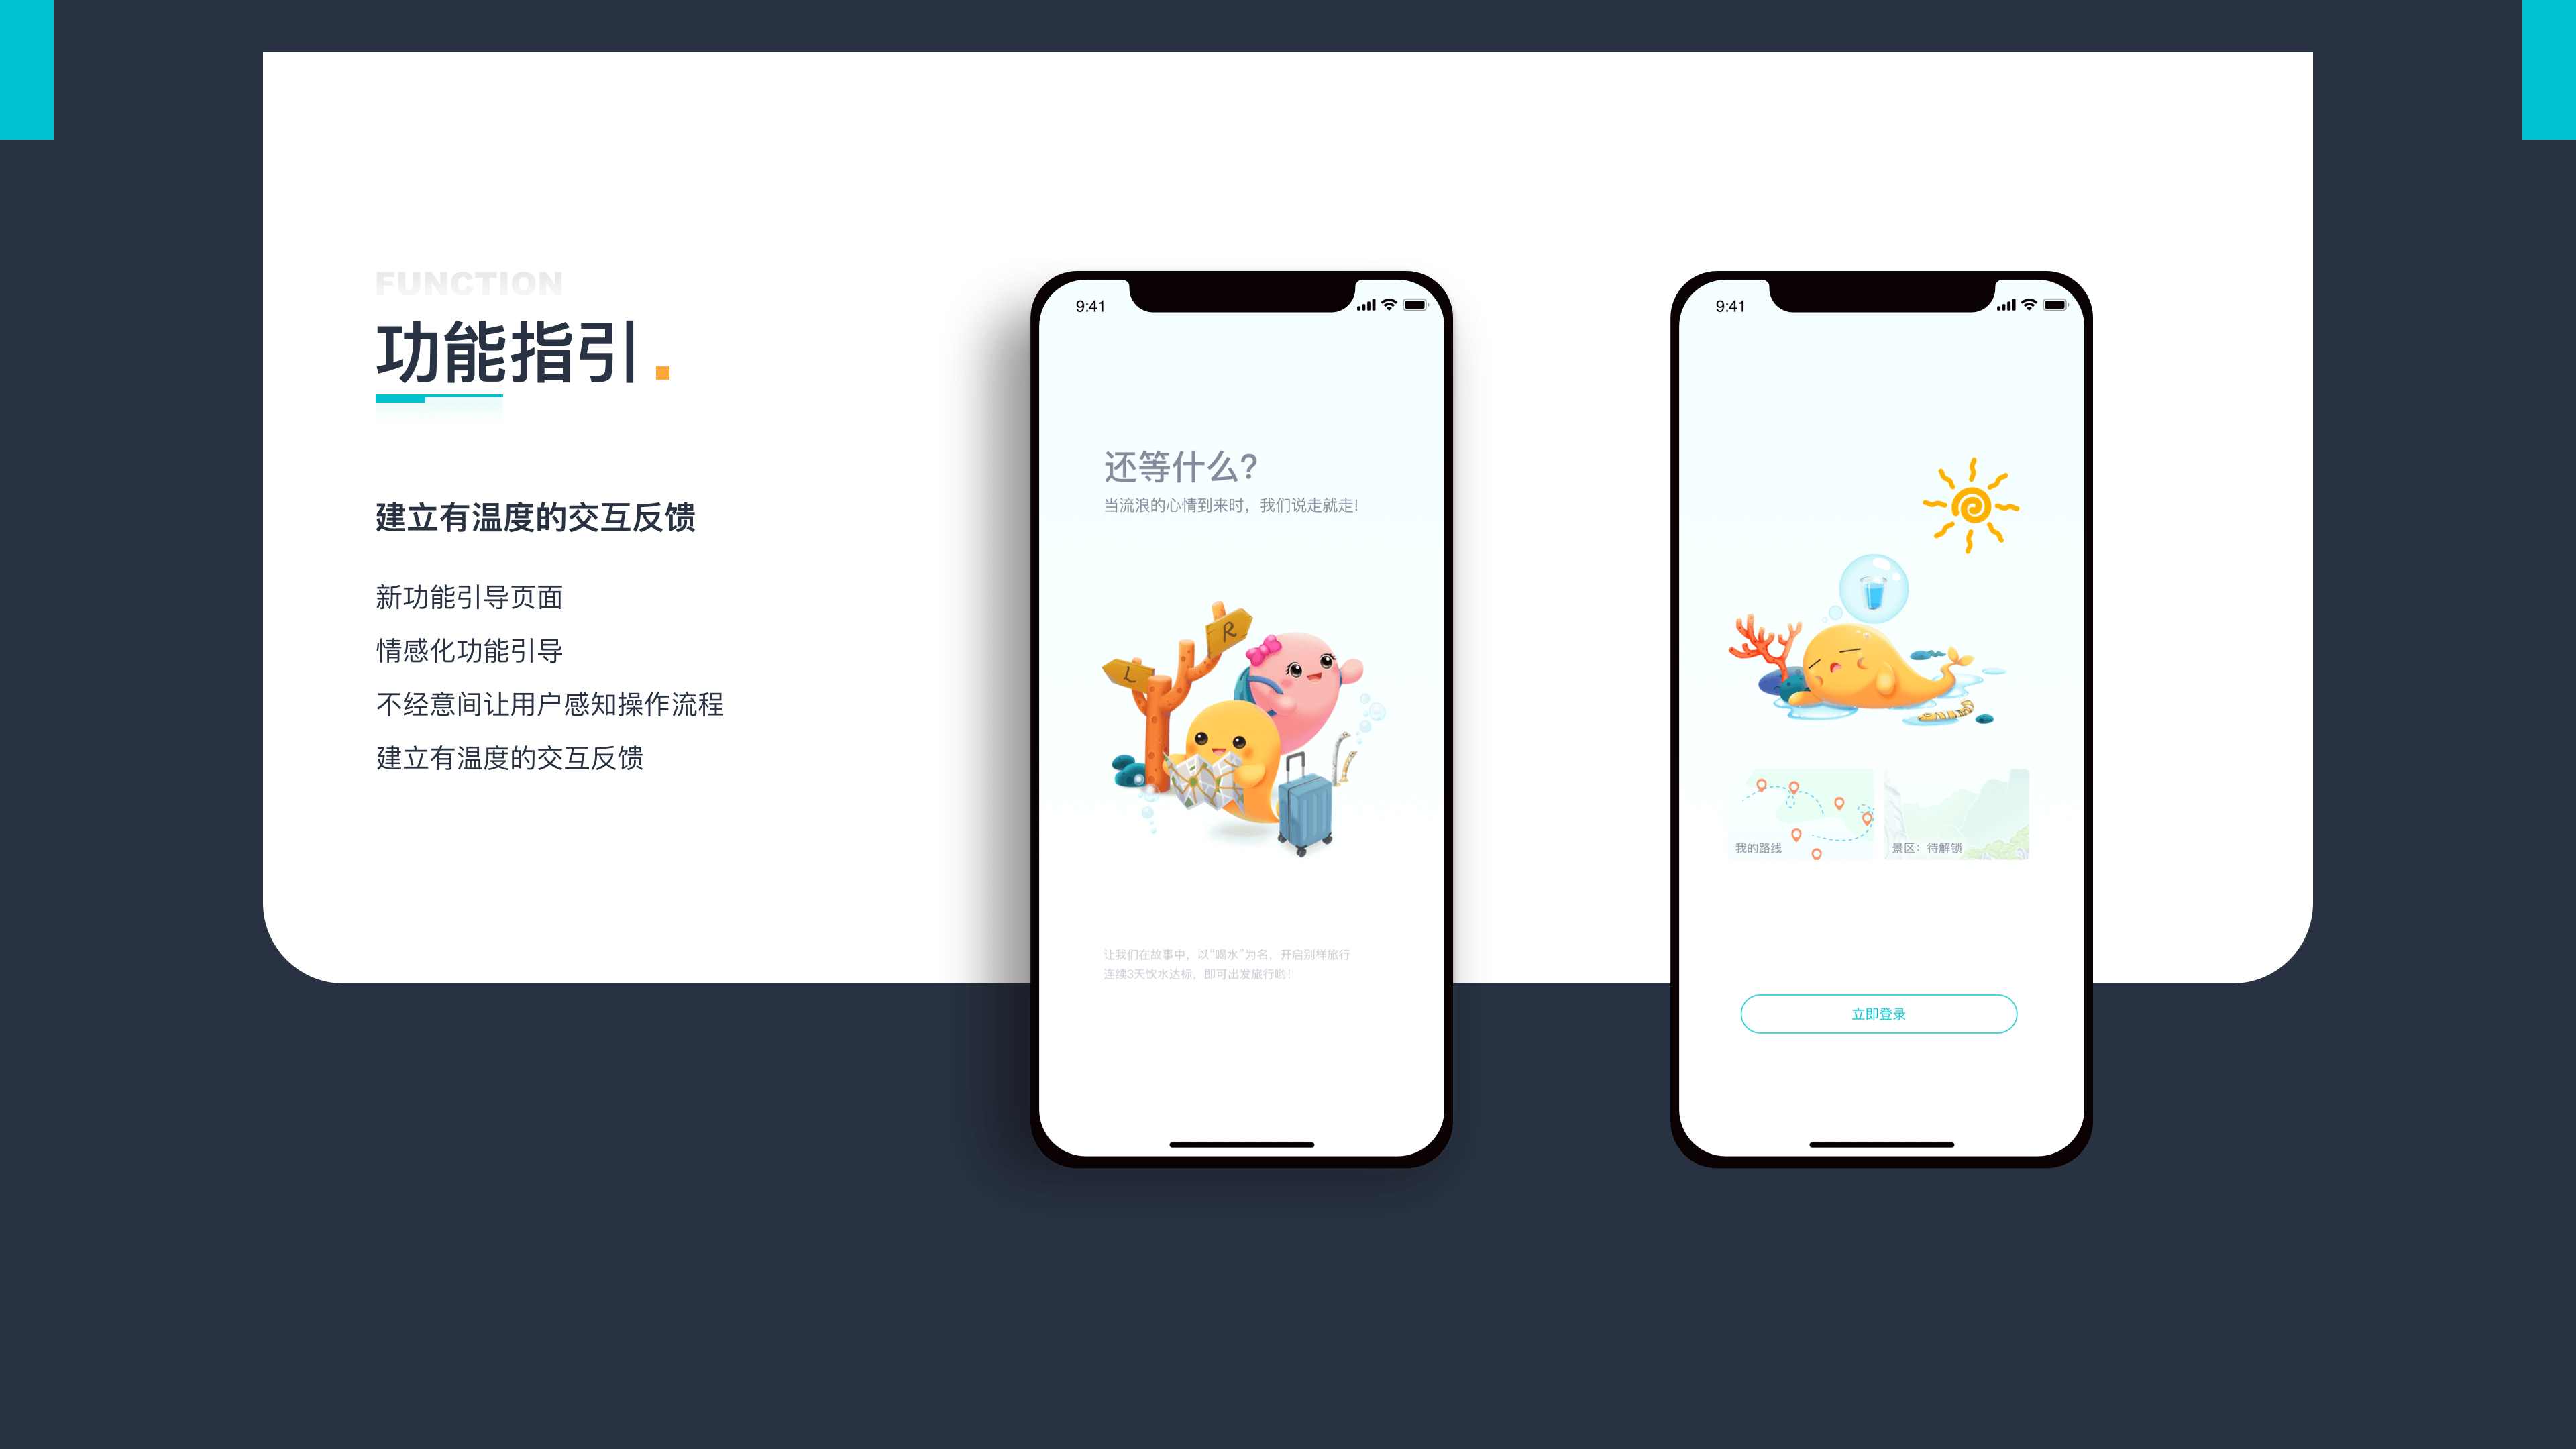 FUNCTION
功能指引.
建立有温度的交互反馈
新功能引导页面
情感化功能引导
不经意间让用户感知操作流程
建立有温度的交互反馈
9:41
还等什么?
当流浪的心情到来时，我们说走就走!
L
R
让我们在故事中，以“喝水”为名，开启别样旅行
连续3天饮水达标，即可出发旅行哟!
9:41
我的路线
景区：待解锁
立即登录